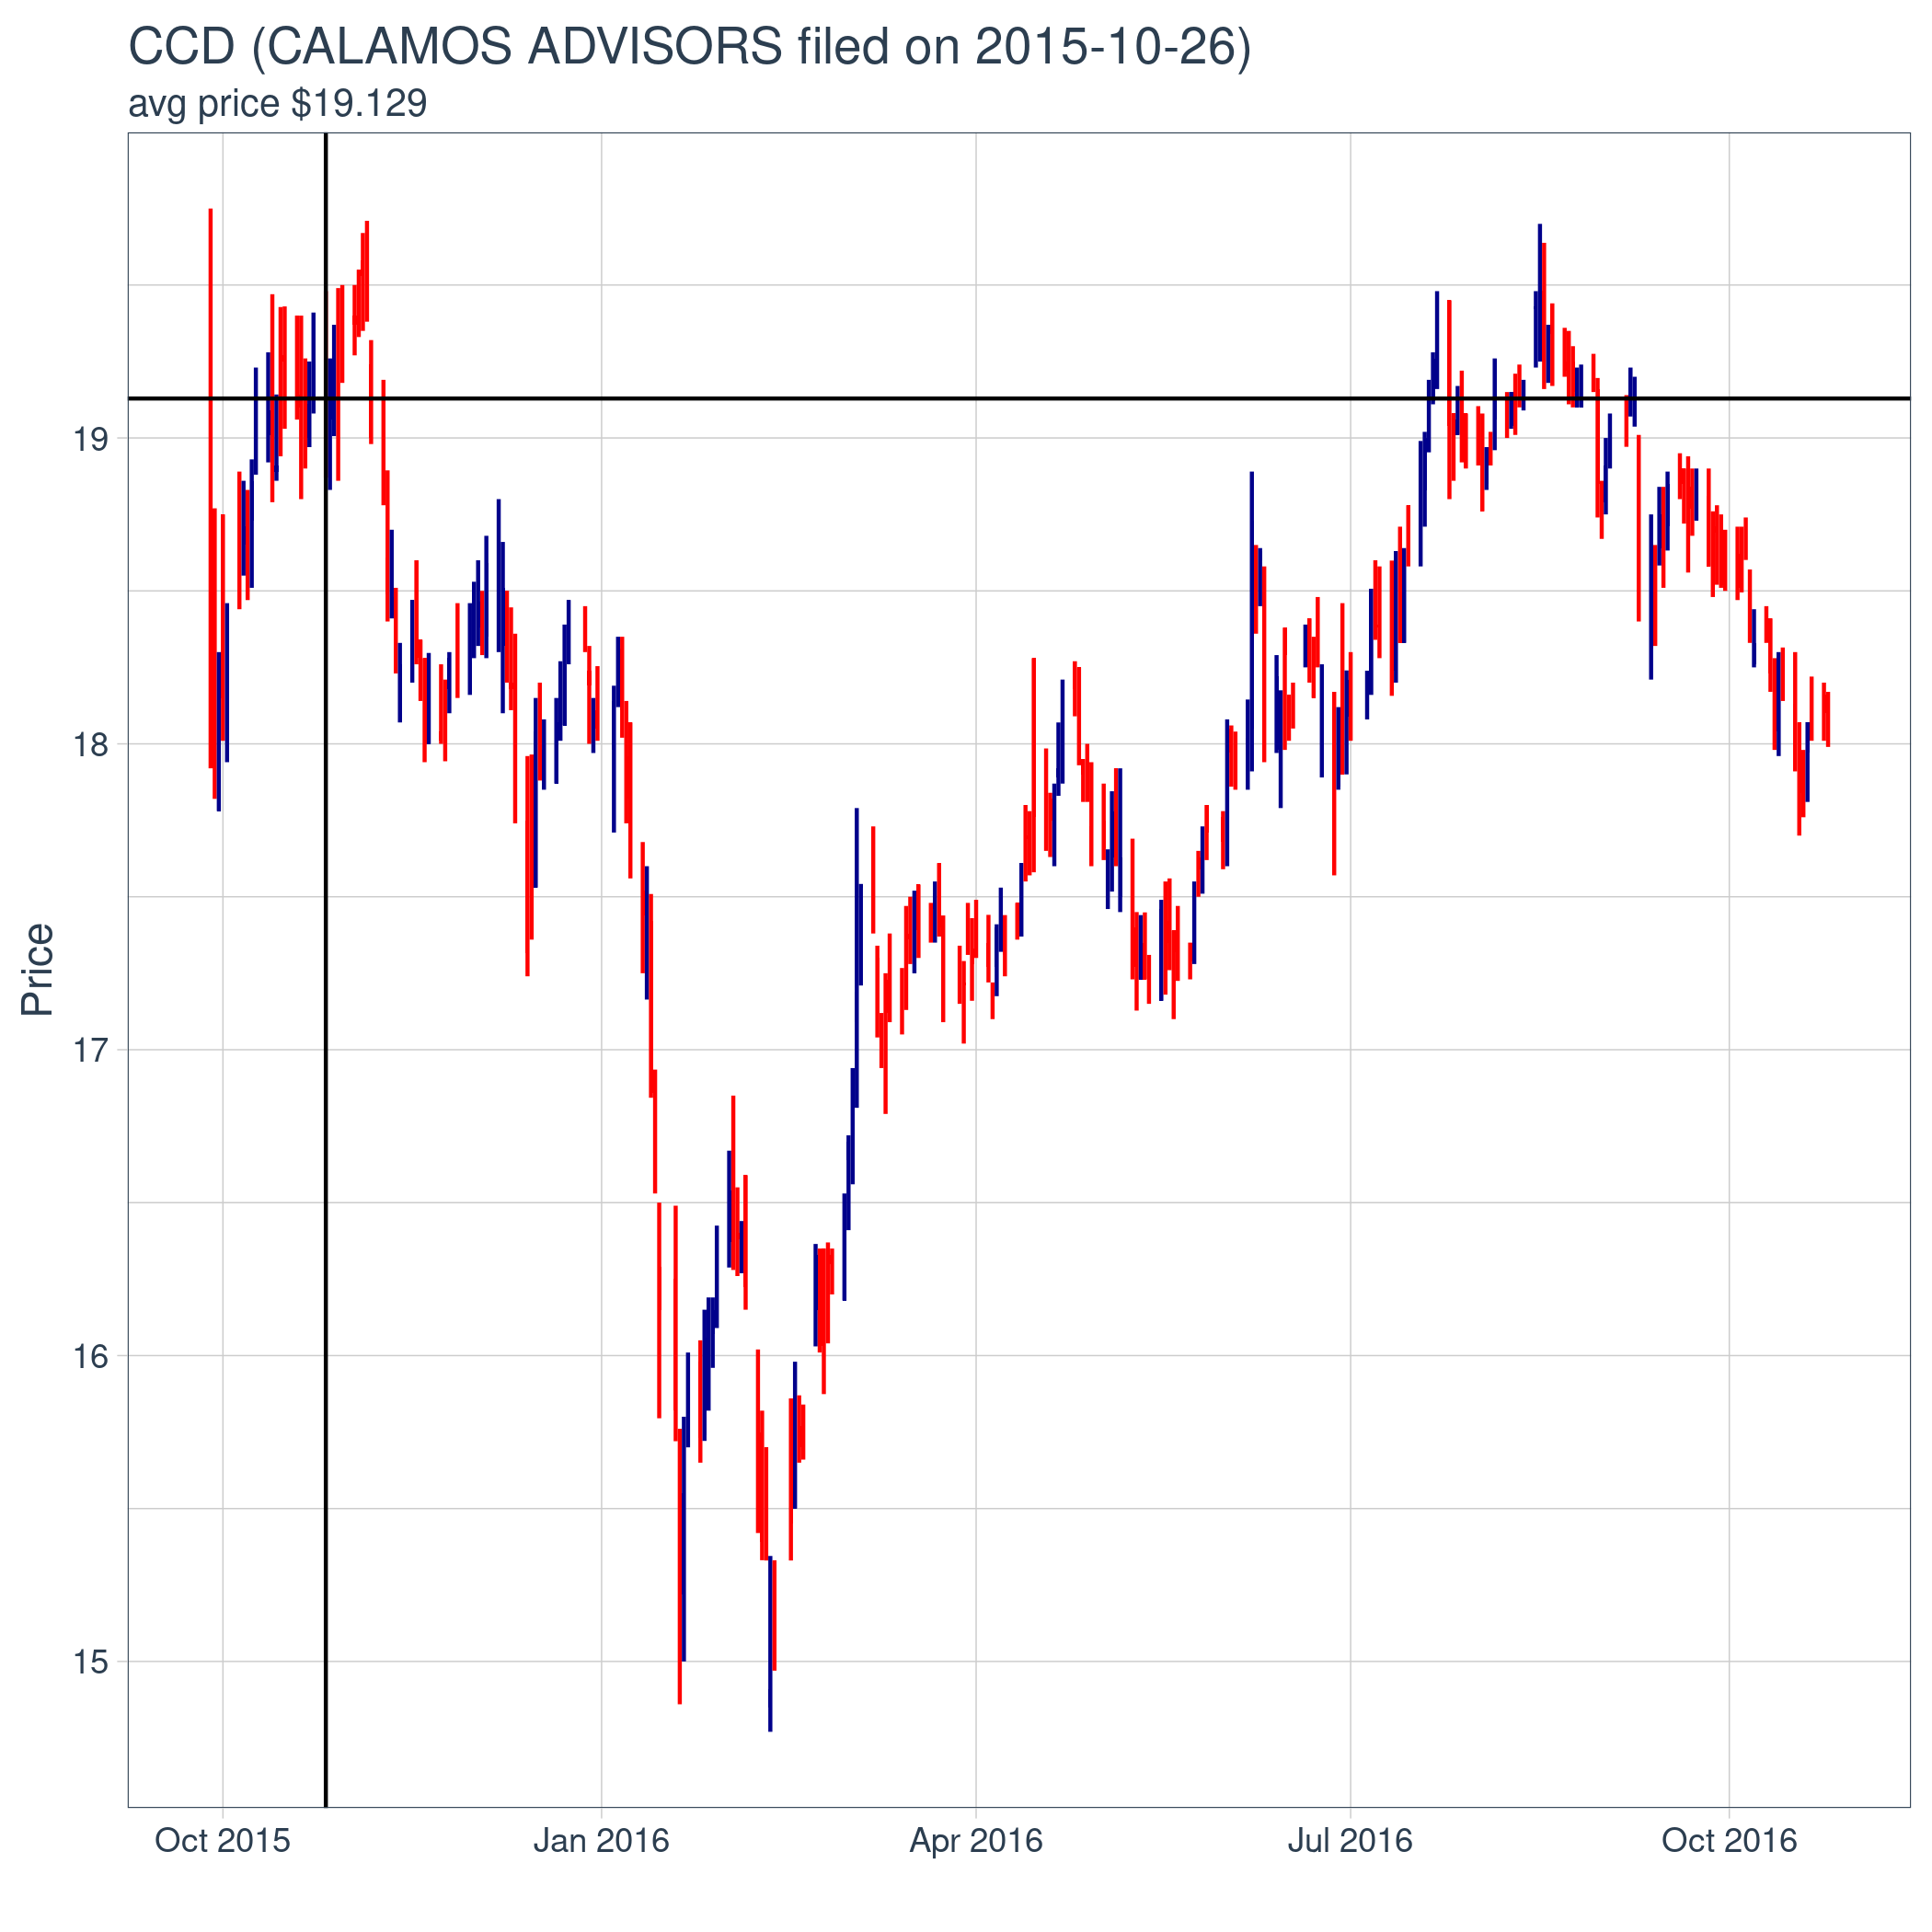 CCD (CALAMOS ADVISORS filed on 2015-10-26)
avg price $19.129
Price
19
18
17
16
15
Oct 2015
Jan 2016
Apr 2016
Jul 2016
Oct 2016